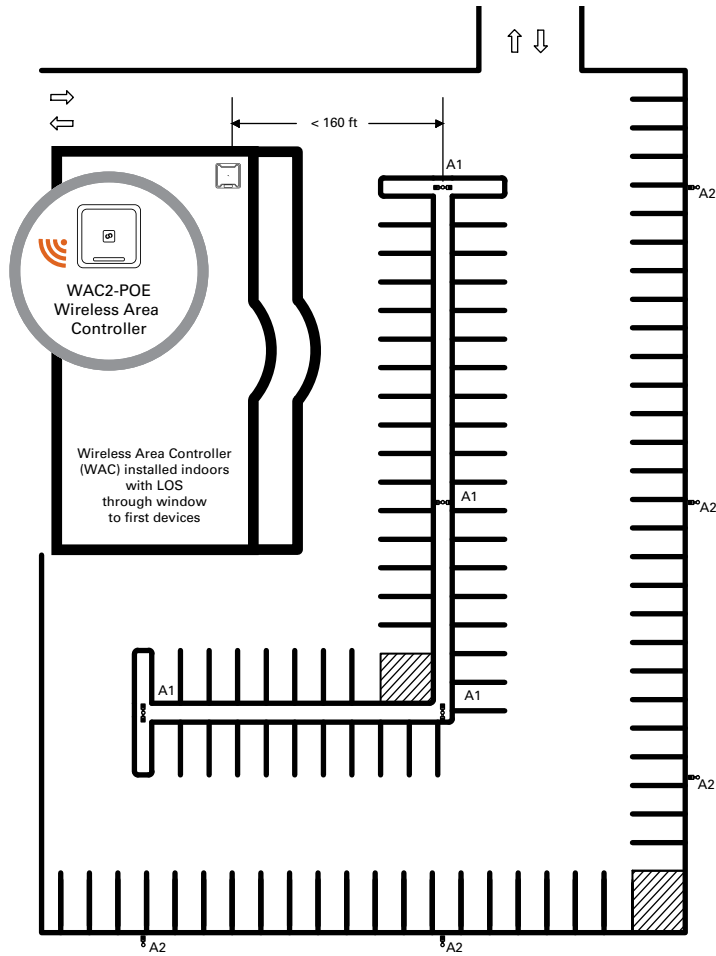 < 160 ft
A1
A2
WAC2-POE
Wireless Area
Controller
Wireless Area Controller
(WAC) installed indoors
with LOS
through window
to first devices
A1
A2
A1
A1
A2
A2
A2